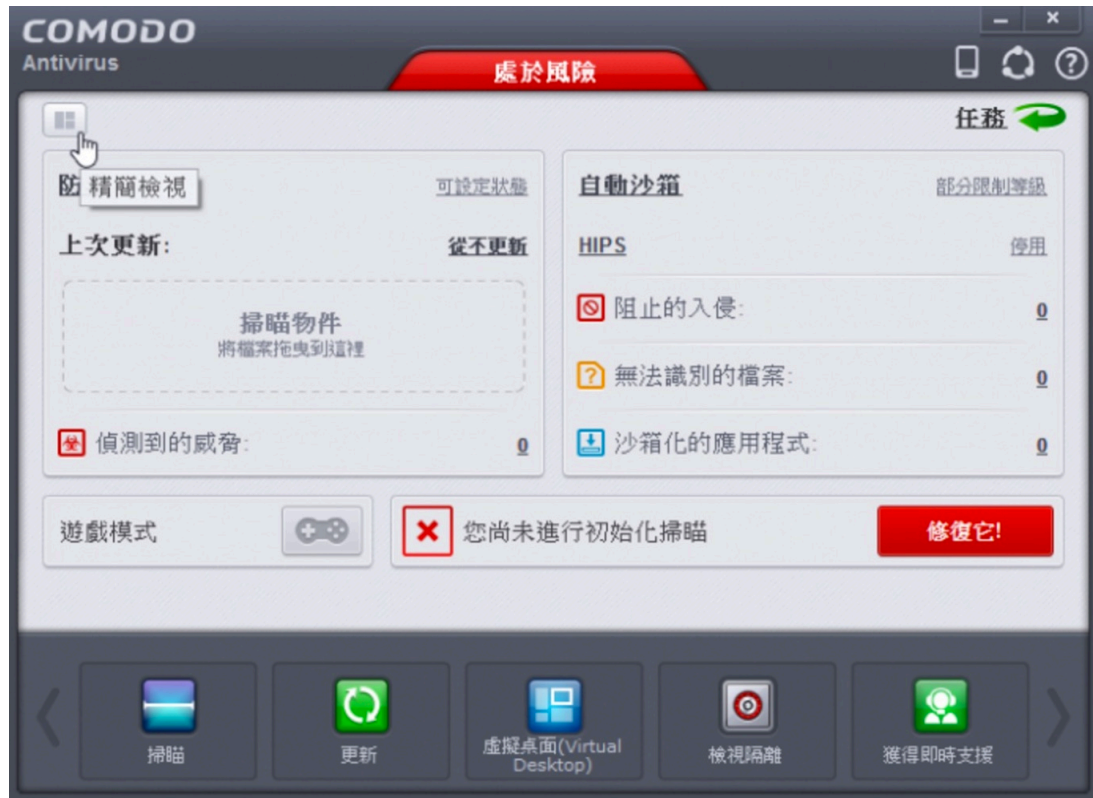 COMODO
Antivirus
處於風險
任務
精簡檢視
防
可設定狀態
上次更新:
從不更新
掃瞄物件
將檔案拖曳到這裡
偵測到的威脅:
0
自動沙箱
部分限制等級
HIPS
停用
阻止的入侵:
0
無法識別的檔案:
0
沙箱化的應用程式:
0
遊戲模式
您尚未進行初始化掃瞄
修復它!
掃瞄
更新
虛擬桌面(Virtual
Desktop)
檢視隔離
獲得即時支援